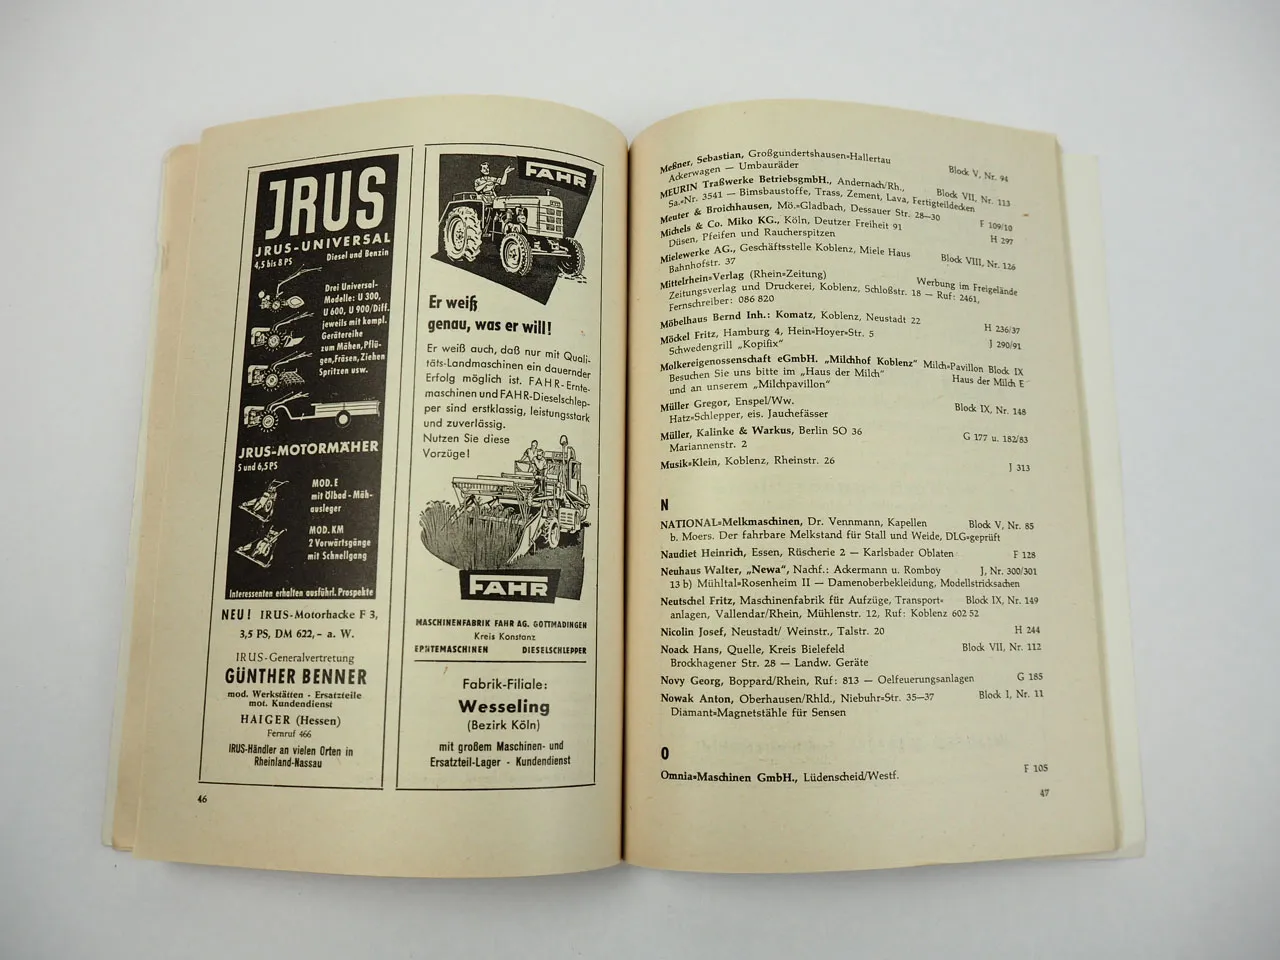 JRUS
JRUS-UNIVERSAL
4,5 bis 8 PS
Diesel und Benzin
Drei Universal-
Modelle: U 300,
U 600, U 900/Diff.
jeweils mit kompl.
Gerätereihe
zum Mähen, Pflü-
gen, Fräsen, Ziehen
Spritzen usw.
JRUS-MOTORMÄHER
5 und 6,5 PS
MOD. E
mit Ölbad-Mäh-
ausleger
MOD. KM
2 Vorwärtsgänge
mit Schnellgang
Interessenten erhalten ausführl. Prospekte
NEU! IRUS-Motorhacke F 3,
3,5 PS, DM 622,- a. W.
IRUS-Generalvertretung
GÜNTHER BENNER
mod. Werkstätten - Ersatzteile
mot. Kundendienst
HAIGER (Hessen)
Fernruf 466
IRUS-Händler an vielen Orten in
Rheinland-Nassau
46
FAHR
Er weiß
genau, was er will!
Er weiß auch, daß nur mit Quali-
täts-Landmaschinen ein dauernder
Erfolg möglich ist. FAHR-Ernte-
maschinen und FAHR-Dieselschlep-
per sind erstklassig, leistungsstark
und zuverlässig.
Nutzen Sie diese
Vorzüge!
FAHR
MASCHINENFABRIK FAHR AG. GOTTMADINGEN
Kreis Konstanz
ERNTEMASCHINEN DIESELSCHLEPPER
Fabrik-Filiale:
Wesseling
(Bezirk Köln)
mit großem Maschinen- und
Ersatzteil-Lager - Kundendienst
Meßner, Sebastian, Großgundertshausen=Hallertau
Ackerwagen — Umbauräder Block V, Nr. 94
MEURIN Traßwerke BetriebsgmbH., Andernach/Rh., Block VII, Nr. 113
Sa.=Nr. 3541 — Bimsbaustoffe, Trass, Zement, Lava, Fertigteildecken
Meuter & Broichhausen, Mö.=Gladbach, Dessauer Str. 28—30 F 109/10
Michels & Co. Miko KG., Köln, Deutzer Freiheit 91
Düsen, Pfeifen und Raucherspitzen H 297
Mielewerke AG., Geschäftsstelle Koblenz, Miele Haus
Bahnhofstr. 37 Block VIII, Nr. 126
Mittelrhein=Verlag (Rhein=Zeitung) Werbung im Freigelände
Zeitungsverlag und Druckerei, Koblenz, Schloßstr. 18 — Ruf: 2461,
Fernschreiber: 086 820
Möbelhaus Bernd Inh.: Komatz, Koblenz, Neustadt 22 H 236/37
Möckel Fritz, Hamburg 4, Hein=Hoyer=Str. 5 J 290/91
Schwedengrill „Kopifix“
Molkereigenossenschaft eGmbH. „Milchhof Koblenz“ Milch=Pavillon Block IX
Besuchen Sie uns bitte im „Haus der Milch“ Haus der Milch E
und an unserem „Milchpavillon“
Müller Gregor, Enspel/Ww. Block IX, Nr. 148
Hatz=Schlepper, eis. Jauchefässer
Müller, Kalinke & Warkus, Berlin SO 36 G 177 u. 182/83
Mariannenstr. 2
Musik=Klein, Koblenz, Rheinstr. 26 J 313
N
NATIONAL=Melkmaschinen, Dr. Vennmann, Kapellen Block V, Nr. 85
b. Moers. Der fahrbare Melkstand für Stall und Weide, DLG=geprüft
Naudiet Heinrich, Essen, Rüscherie 2 — Karlsbader Oblaten F 128
Neuhaus Walter, „Newa“, Nachf.: Ackermann u. Romboy J, Nr. 300/301
13 b) Mühltal=Rosenheim II — Damenoberbekleidung, Modellstricksachen
Neutschel Fritz, Maschinenfabrik für Aufzüge, Transport= Block IX, Nr. 149
anlagen, Vallendar/Rhein, Mühlenstr. 12, Ruf: Koblenz 602 52
Nicolin Josef, Neustadt/ Weinstr., Talstr. 20 H 244
Noack Hans, Quelle, Kreis Bielefeld Block VII, Nr. 112
Brockhagener Str. 28 — Landw. Geräte
Novy Georg, Boppard/Rhein, Ruf: 813 — Oelfeuerungsanlagen G 185
Nowak Anton, Oberhausen/Rhld., Niebuhr=Str. 35—37 Block I, Nr. 11
Diamant=Magnetstähle für Sensen
O
Omnia=Maschinen GmbH., Lüdenscheid/Westf. F 105
47